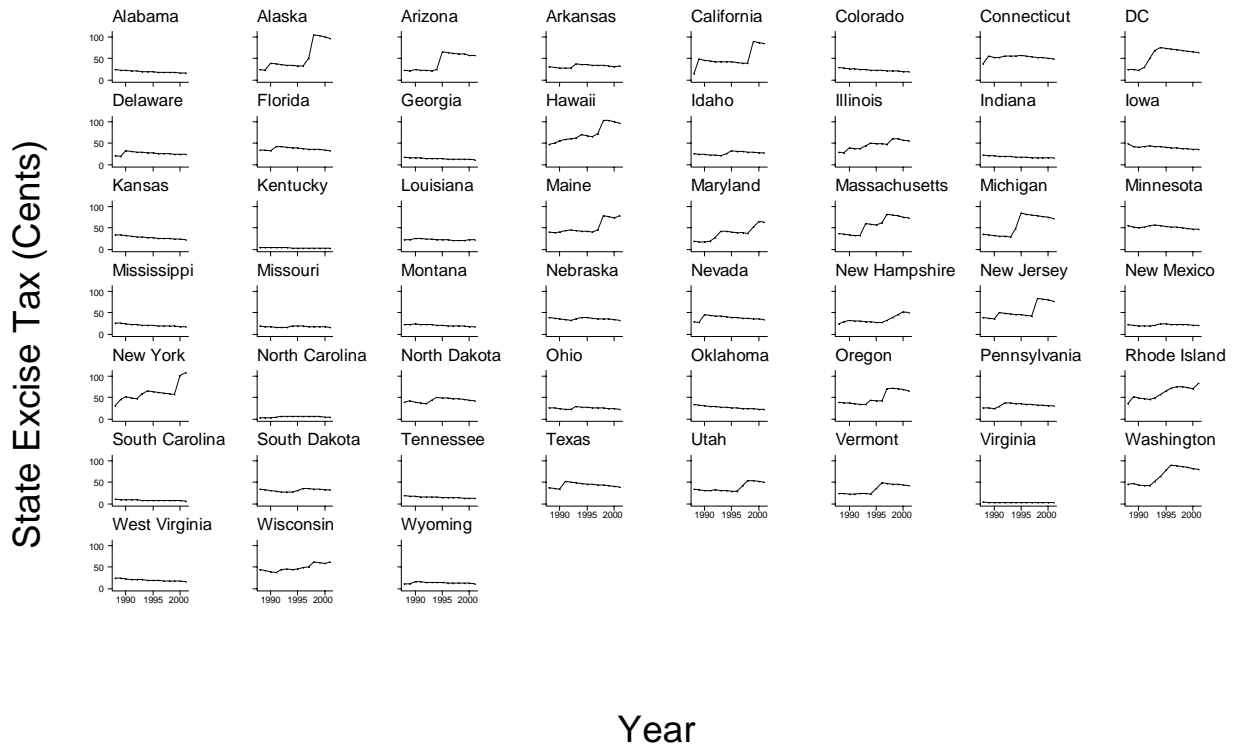 Alabama Alaska Arizona Arkansas California Colorado Connecticut DC
100
50
0
Delaware Florida Georgia Hawaii Idaho Illinois Indiana Iowa
100
50
0
Kansas Kentucky Louisiana Maine Maryland Massachusetts Michigan Minnesota
100
50
0
Mississippi Missouri Montana Nebraska Nevada New Hampshire New Jersey New Mexico
100
50
0
New York North Carolina North Dakota Ohio Oklahoma Oregon Pennsylvania Rhode Island
100
50
0
South Carolina South Dakota Tennessee Texas Utah Vermont Virginia Washington
100
50
0
1990 1995 2000 1990 1995 2000 1990 1995 2000 1990 1995 2000 1990 1995 2000
West Virginia Wisconsin Wyoming
100
50
0
1990 1995 2000 1990 1995 2000 1990 1995 2000
State Excise Tax (Cents)
Year